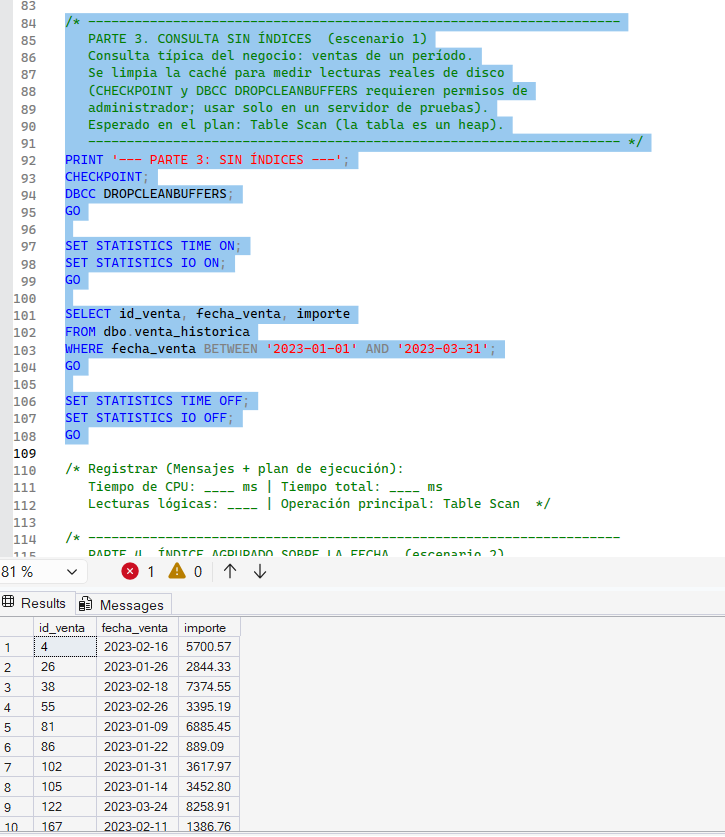 83
84 /* ---------------------------------------------------------------------
85 PARTE 3. CONSULTA SIN ÍNDICES (escenario 1)
86 Consulta típica del negocio: ventas de un período.
87 Se limpia la caché para medir lecturas reales de disco
88 (CHECKPOINT y DBCC DROPCLEANBUFFERS requieren permisos de
89 administrador; usar solo en un servidor de pruebas).
90 Esperado en el plan: Table Scan (la tabla es un heap).
91 --------------------------------------------------------------------- */
92 PRINT '--- PARTE 3: SIN ÍNDICES ---';
93 CHECKPOINT;
94 DBCC DROPCLEANBUFFERS;
95 GO
96
97 SET STATISTICS TIME ON;
98 SET STATISTICS IO ON;
99 GO
100
101 SELECT id_venta, fecha_venta, importe
102 FROM dbo.venta_historica
103 WHERE fecha_venta BETWEEN '2023-01-01' AND '2023-03-31';
104 GO
105
106 SET STATISTICS TIME OFF;
107 SET STATISTICS IO OFF;
108 GO
109
110 /* Registrar (Mensajes + plan de ejecución):
111 Tiempo de CPU: ____ ms | Tiempo total: ____ ms
112 Lecturas lógicas: ____ | Operación principal: Table Scan */
113
114 /* ---------------------------------------------------------------------
115 PARTE 4. ÍNDICE AGRUPADO SOBRE LA FECHA (escenario 2)
81 % 1 0
Results Messages
id_venta fecha_venta importe
1 4 2023-02-16 5700.57
2 26 2023-01-26 2844.33
3 38 2023-02-18 7374.55
4 55 2023-02-26 3395.19
5 81 2023-01-09 6885.45
6 86 2023-01-22 889.09
7 102 2023-01-31 3617.97
8 105 2023-01-14 3452.80
9 122 2023-03-24 8258.91
10 167 2023-02-11 1386.76